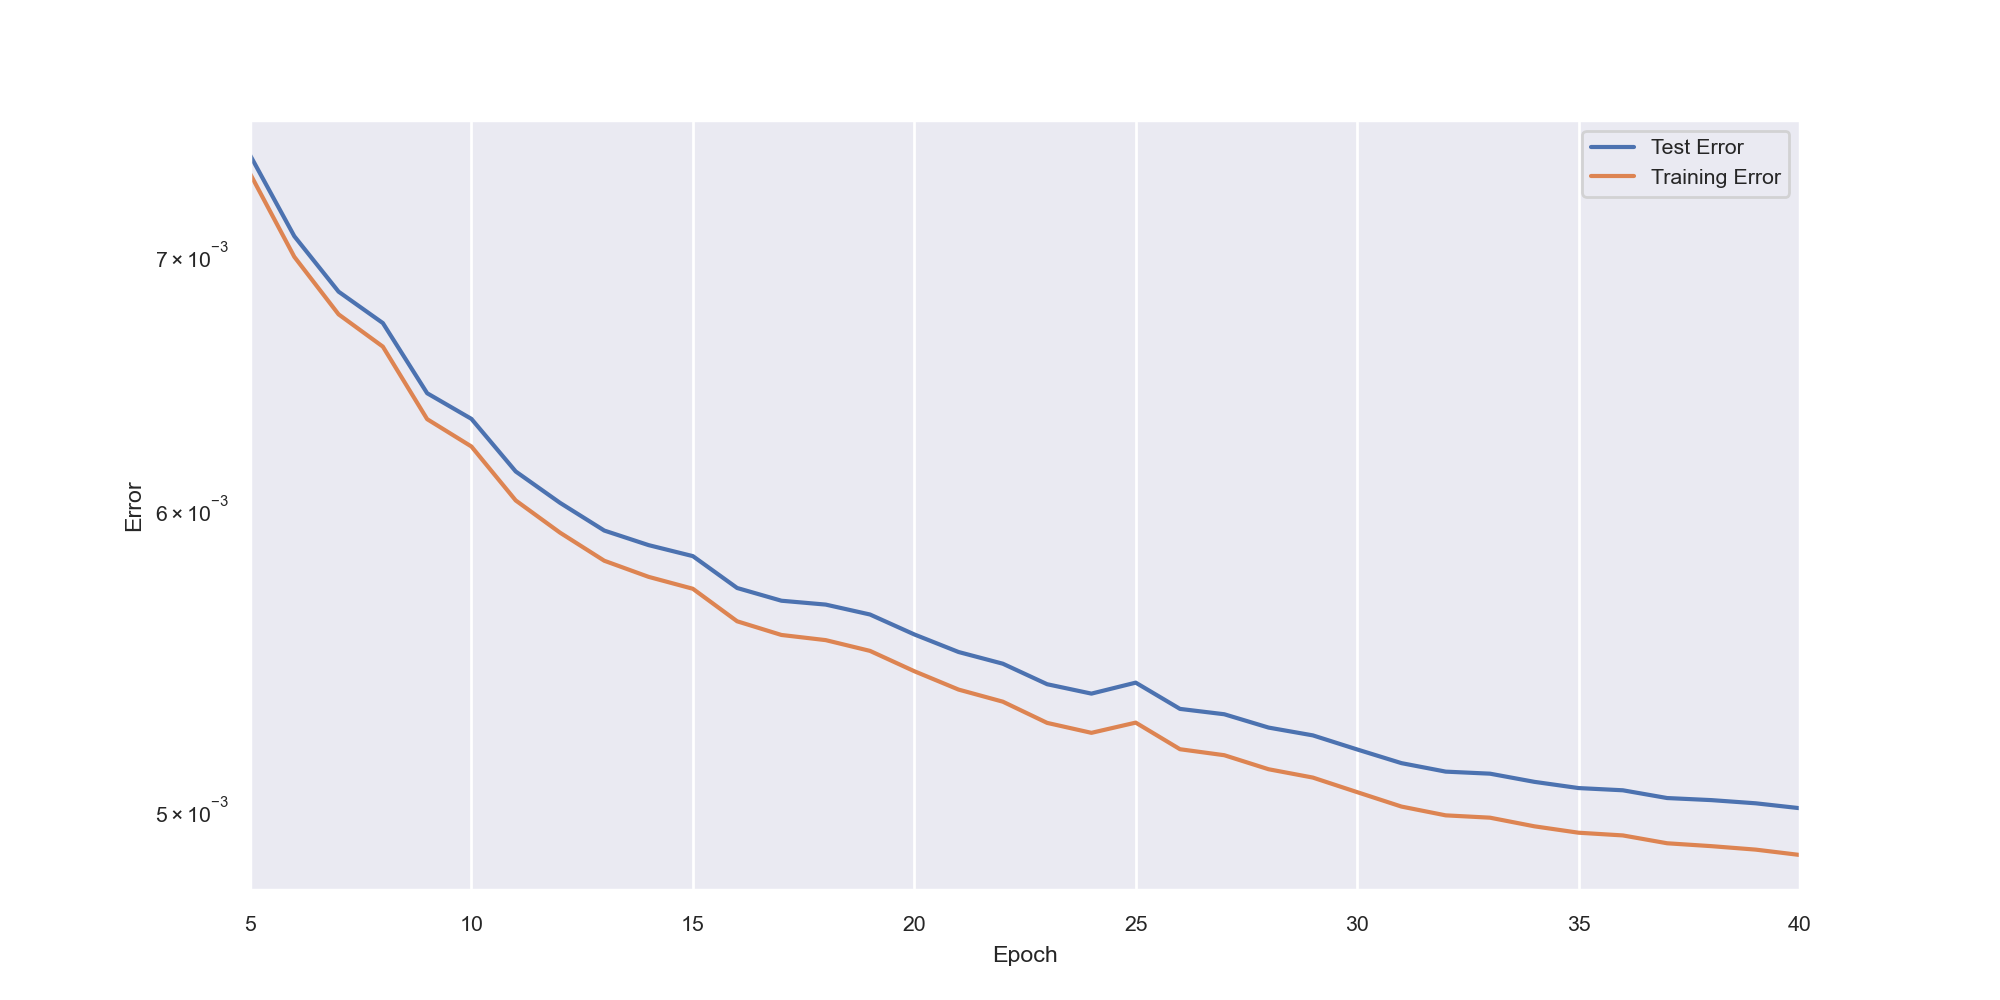 Test Error
Training Error
7 × 10⁻³
6 × 10⁻³
5 × 10⁻³
Error
5 10 15 20 25 30 35 40
Epoch